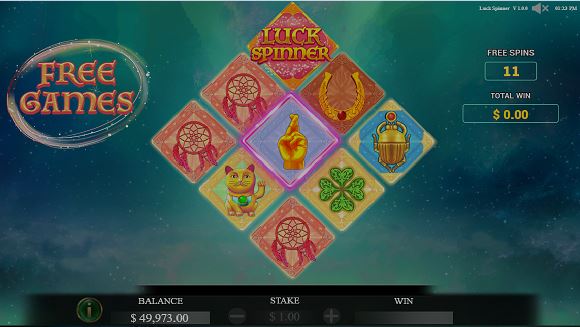 Luck Spinner V 1.0.0
01:23 PM
LUCK
SPINNER
FREE
GAMES
FREE SPINS
11
TOTAL WIN
$ 0.00
BALANCE
STAKE
WIN
$ 49,973.00
$ 1.00